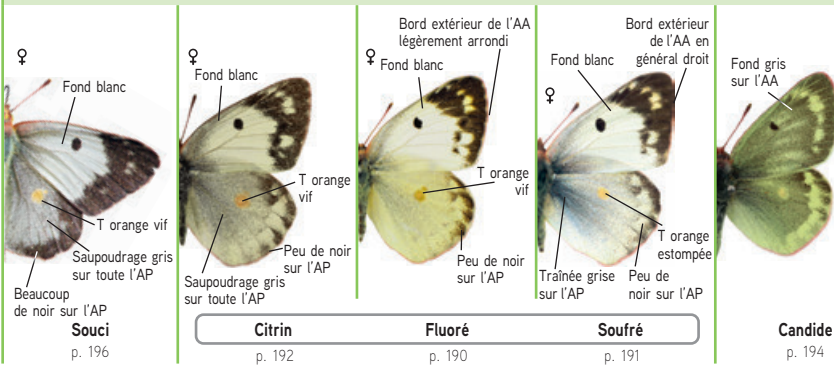 ♀
Fond blanc
T orange vif
Saupoudrage gris
sur toute l'AP
Beaucoup
de noir sur l'AP
Souci
p. 196
♀
Fond blanc
T orange
vif
Peu de noir
sur l'AP
Saupoudrage gris
sur toute l'AP
Citrin
p. 192
Bord extérieur de l'AA
légèrement arrondi
♀
Fond blanc
T orange
vif
Peu de noir
sur l'AP
Fluoré
p. 190
Bord extérieur
de l'AA en
général droit
Fond blanc
♀
T orange
estompée
Traînée grise
sur l'AP
Peu de
noir sur l'AP
Soufré
p. 191
Fond gris
sur l'AA
Candide
p. 194